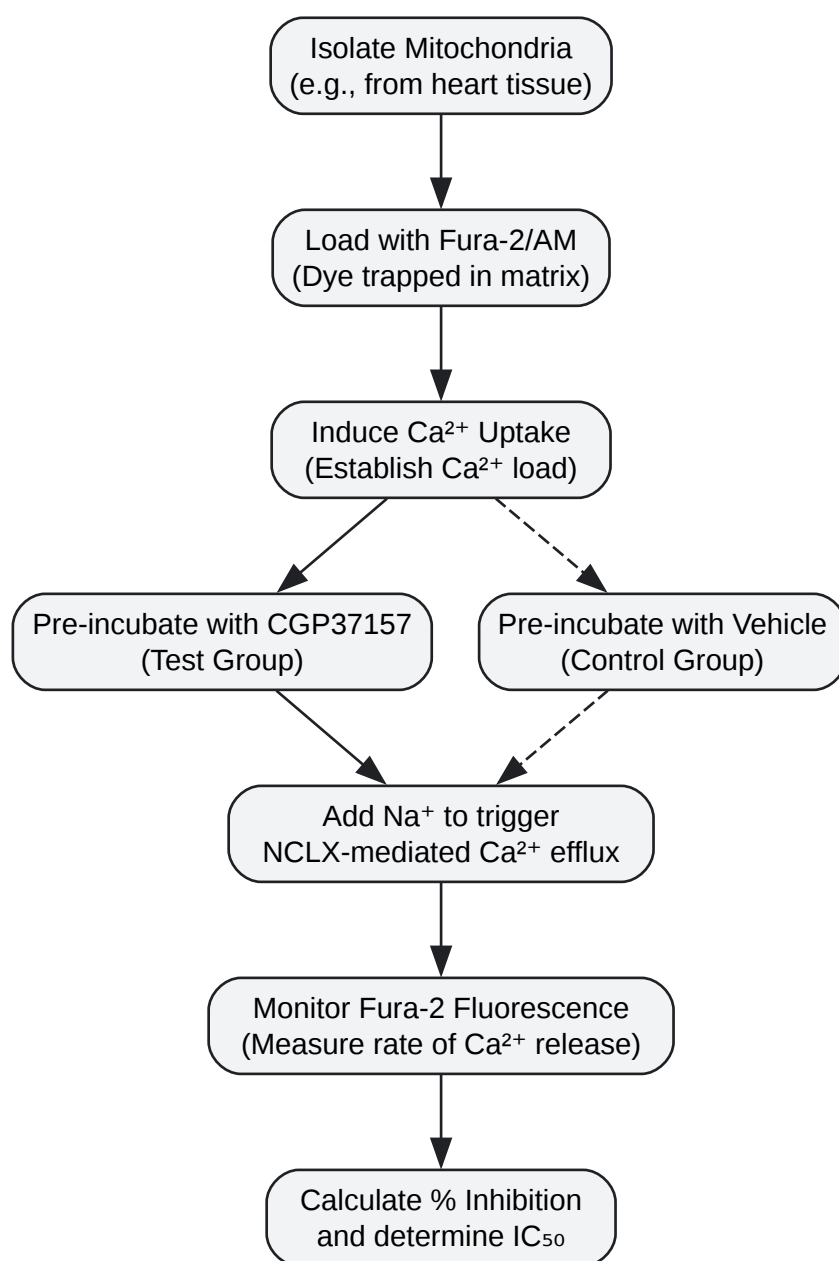 Isolate Mitochondria
(e.g., from heart tissue)
Load with Fura-2/AM
(Dye trapped in matrix)
Induce Ca²⁺ Uptake
(Establish Ca²⁺ load)
Pre-incubate with CGP37157
(Test Group)
Pre-incubate with Vehicle
(Control Group)
Add Na⁺ to trigger
NCLX-mediated Ca²⁺ efflux
Monitor Fura-2 Fluorescence
(Measure rate of Ca²⁺ release)
Calculate % Inhibition
and determine IC₅₀